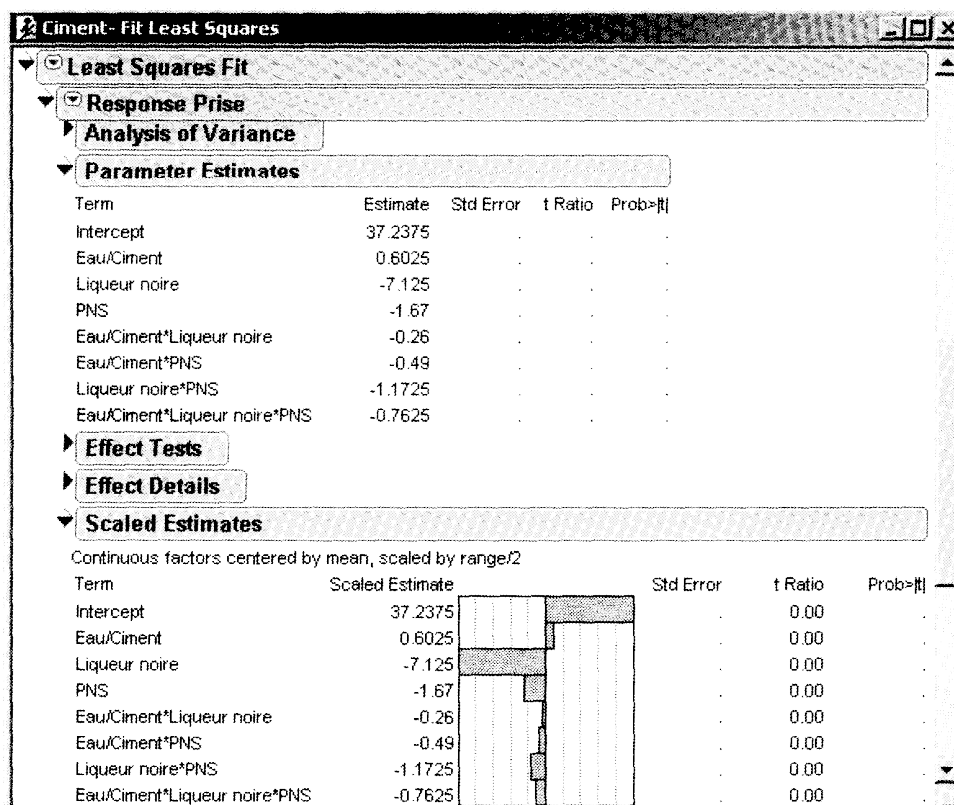 Ciment- Fit Least Squares
Least Squares Fit
Response Prise
Analysis of Variance
Parameter Estimates
Term Estimate Std Error t Ratio Prob>|t|
Intercept 37.2375 . . .
Eau/Ciment 0.6025 . . .
Liqueur noire -7.125 . . .
PNS -1.67 . . .
Eau/Ciment*Liqueur noire -0.26 . . .
Eau/Ciment*PNS -0.49 . . .
Liqueur noire*PNS -1.1725 . . .
Eau/Ciment*Liqueur noire*PNS -0.7625 . . .
Effect Tests
Effect Details
Scaled Estimates
Continuous factors centered by mean, scaled by range/2
Term Scaled Estimate Std Error t Ratio Prob>|t|
Intercept 37.2375 . 0.00 .
Eau/Ciment 0.6025 . 0.00 .
Liqueur noire -7.125 . 0.00 .
PNS -1.67 . 0.00 .
Eau/Ciment*Liqueur noire -0.26 . 0.00 .
Eau/Ciment*PNS -0.49 . 0.00 .
Liqueur noire*PNS -1.1725 . 0.00 .
Eau/Ciment*Liqueur noire*PNS -0.7625 . 0.00 .